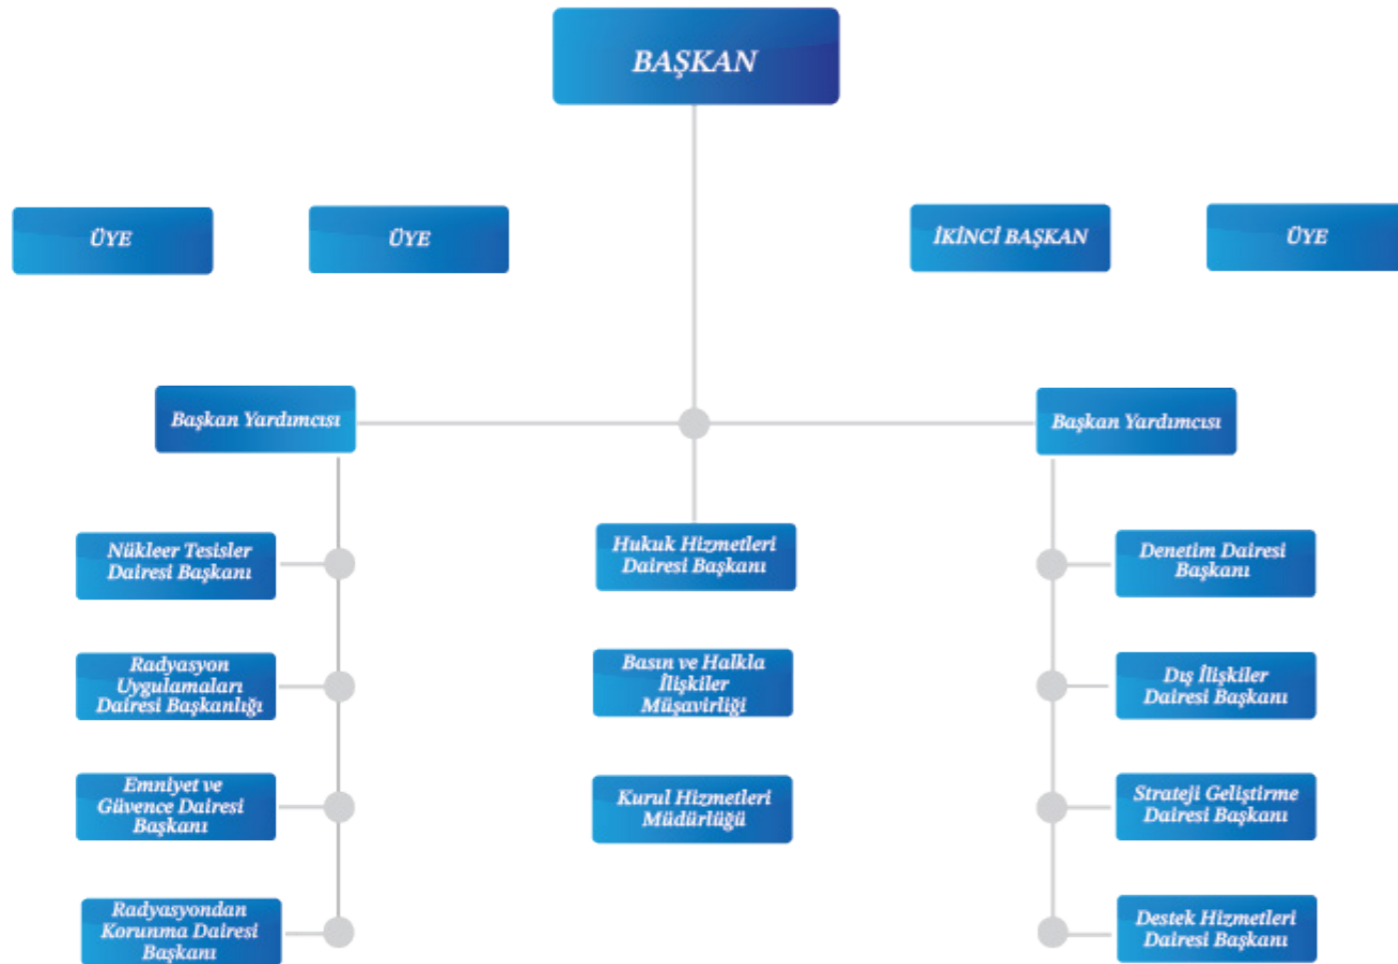 BAŞKAN
ÜYE
ÜYE
İKİNCİ BAŞKAN
ÜYE
Başkan Yardımcısı
Başkan Yardımcısı
Nükleer Tesisler
Dairesi Başkanı
Hukuk Hizmetleri
Dairesi Başkanı
Denetim Dairesi
Başkanı
Radyasyon
Uygulamaları
Dairesi Başkanlığı
Basın ve Halkla
İlişkiler
Müşavirliği
Dış İlişkiler
Dairesi Başkanı
Emniyet ve
Güvence Dairesi
Başkanı
Kurul Hizmetleri
Müdürlüğü
Strateji Geliştirme
Dairesi Başkanı
Radyasyondan
Korunma Dairesi
Başkanı
Destek Hizmetleri
Dairesi Başkanı